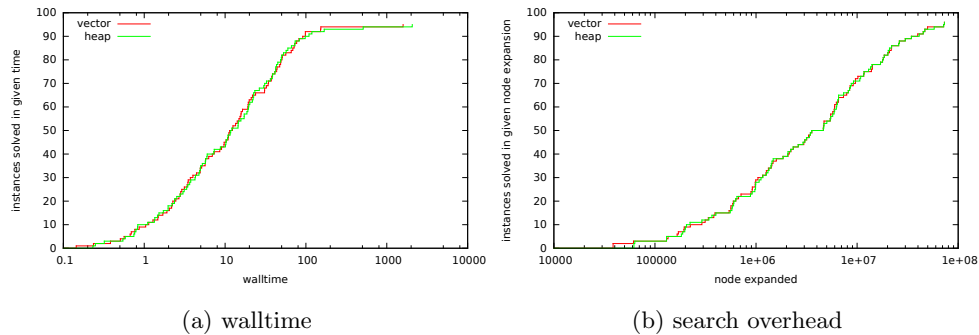 instances solved in given time
100
90
80
70
60
50
40
30
20
10
0
vector
heap
0.1
1
10
100
1000
10000
walltime
(a) walltime
instances solved in given node expansion
100
90
80
70
60
50
40
30
20
10
0
vector
heap
10000
100000
1e+06
1e+07
1e+08
node expanded
(b) search overhead